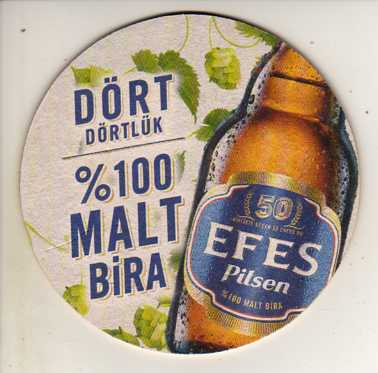 DÖRT
DÖRTLÜK
%100
MALT
BİRA
50
EFES
Pilsen
%100 MALT BİRA